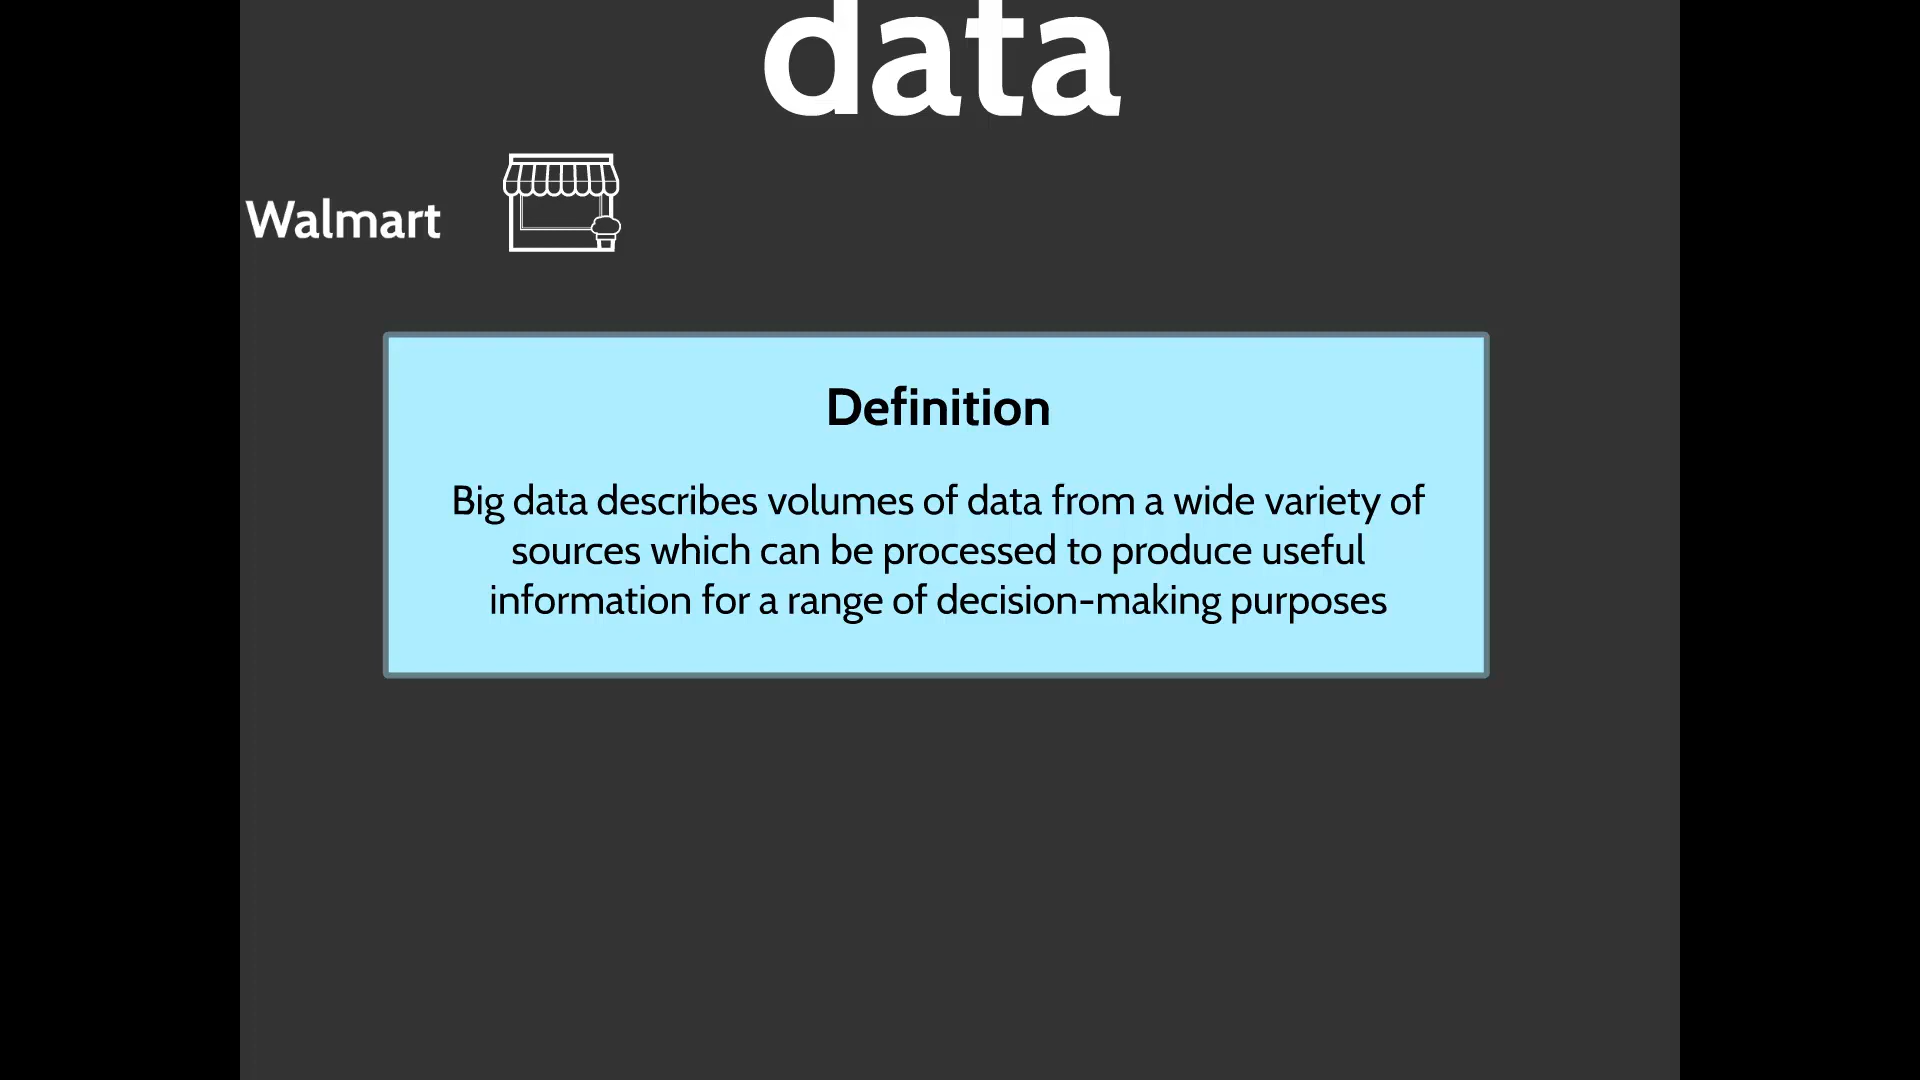 data
Walmart
Definition
Big data describes volumes of data from a wide variety of
sources which can be processed to produce useful
information for a range of decision-making purposes